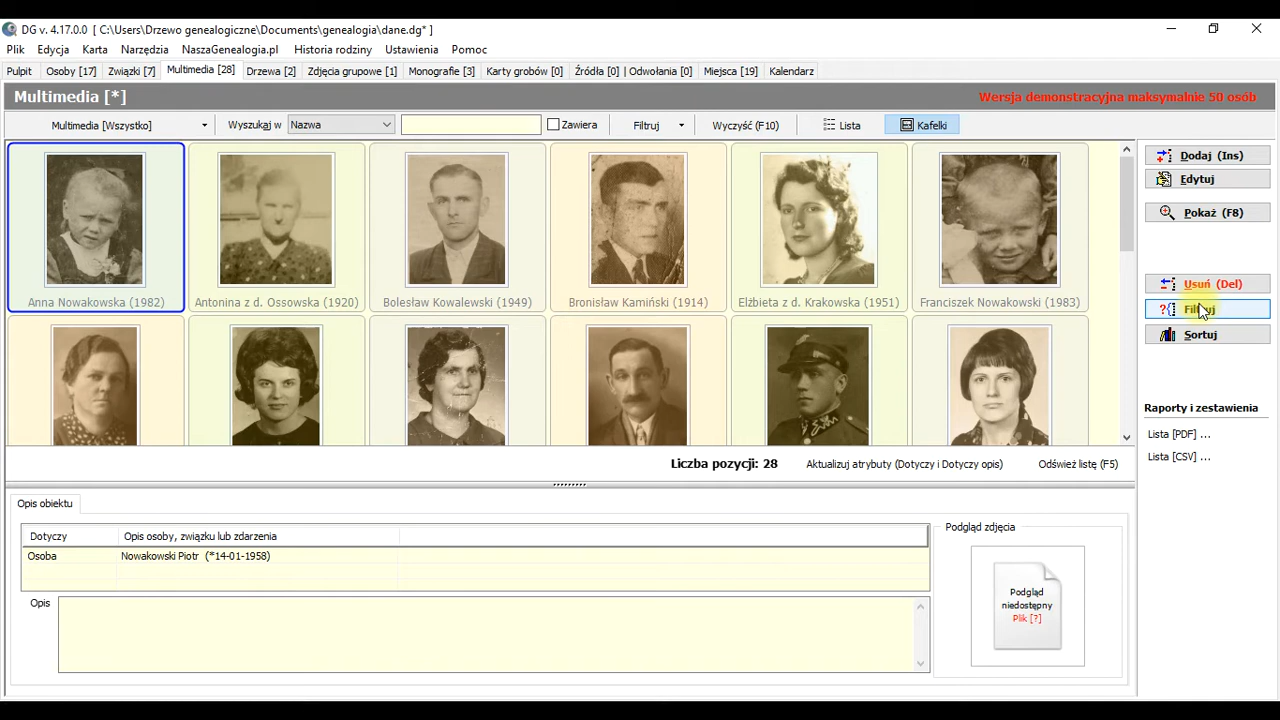 DG v. 4.17.0.0 [ C:\Users\Drzewo genealogiczne\Documents\genealogia\dane.dg* ]
Plik Edycja Karta Narzędzia NaszaGenealogia.pl Historia rodziny Ustawienia Pomoc
Pulpit Osoby [17] Związki [7] Multimedia [28] Drzewa [2] Zdjęcia grupowe [1] Monografie [3] Karty grobów [0] Źródła [0] | Odwołania [0] Miejsca [19] Kalendarz
Multimedia [*] Wersja demonstracyjna maksymalnie 50 osób
Multimedia [Wszystko] Wyszukaj w Nazwa Zawiera Filtruj Wyczyść (F10) Lista Kafelki
Anna Nowakowska (1982) Antonina z d. Ossowska (1920) Bolesław Kowalewski (1949) Bronisław Kamiński (1914) Elżbieta z d. Krakowska (1951) Franciszek Nowakowski (1983)
Dodaj (Ins)
Edytuj
Pokaż (F8)
Usuń (Del)
Filtruj
Sortuj
Raporty i zestawienia
Lista [PDF] ...
Lista [CSV] ...
Liczba pozycji: 28 Aktualizuj atrybuty (Dotyczy i Dotyczy opis) Odśwież listę (F5)
Opis obiektu
Dotyczy Opis osoby, związku lub zdarzenia
Osoba Nowakowski Piotr (*14-01-1958)
Opis
Podgląd zdjęcia
Podgląd
niedostępny
Plik [?]